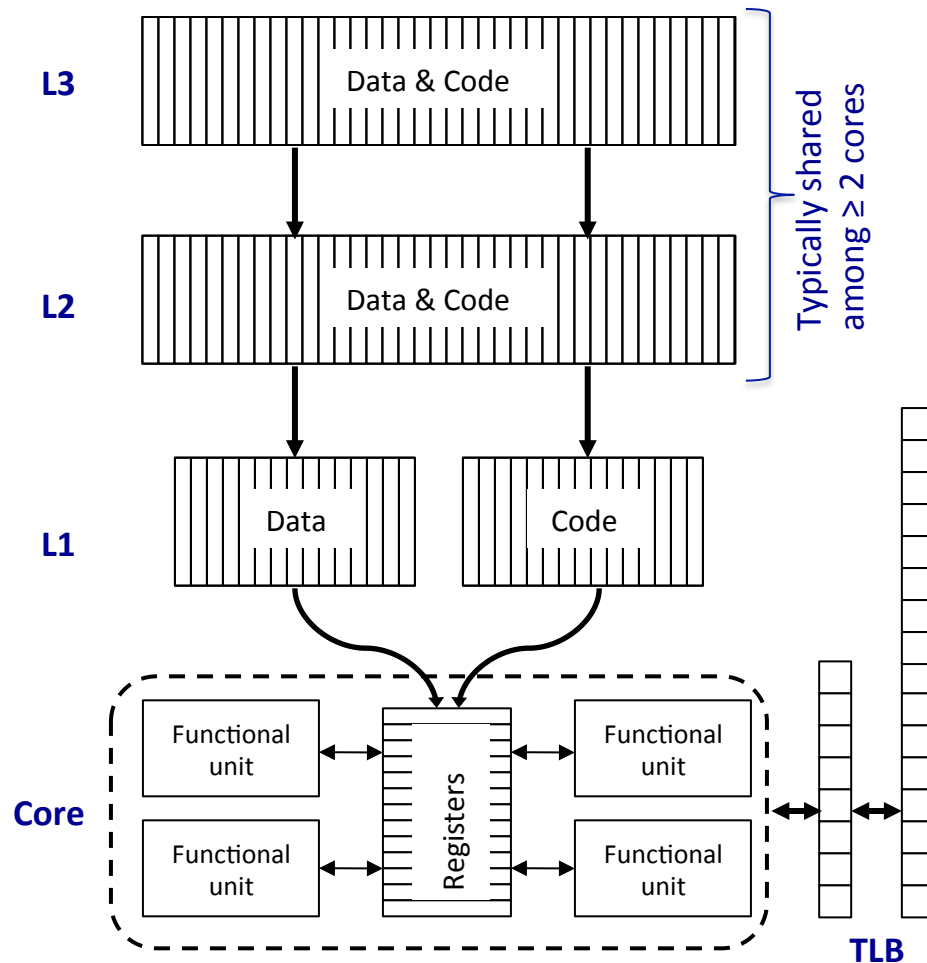 L3
Data & Code
Typically shared
among ≥ 2 cores
L2
Data & Code
L1
Data
Code
Core
Functional
unit
Functional
unit
Registers
Functional
unit
Functional
unit
TLB